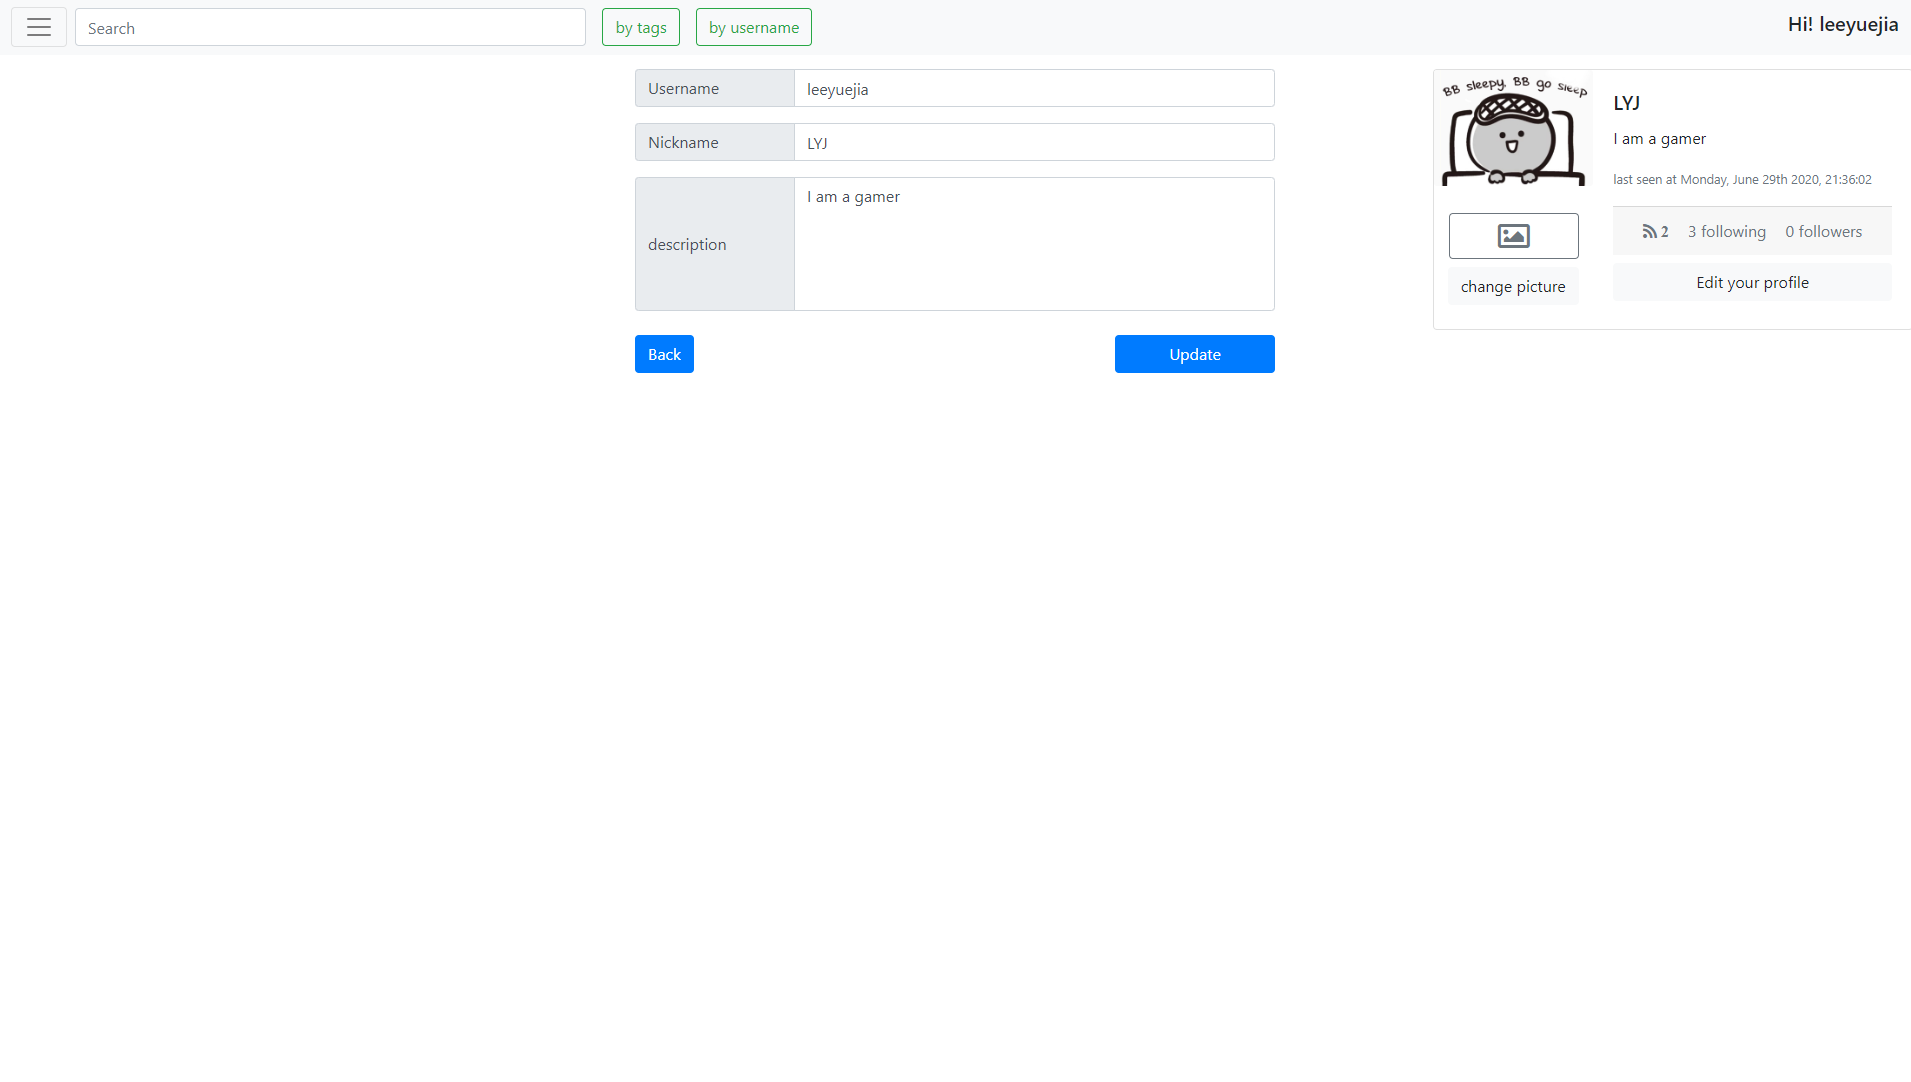 Search
by tags
by username
Hi! leeyuejia
Username
leeyuejia
Nickname
LYJ
description
I am a gamer
Back
Update
BB sleepy, BB go sleep
change picture
LYJ
I am a gamer
last seen at Monday, June 29th 2020, 21:36:02
2 3 following 0 followers
Edit your profile